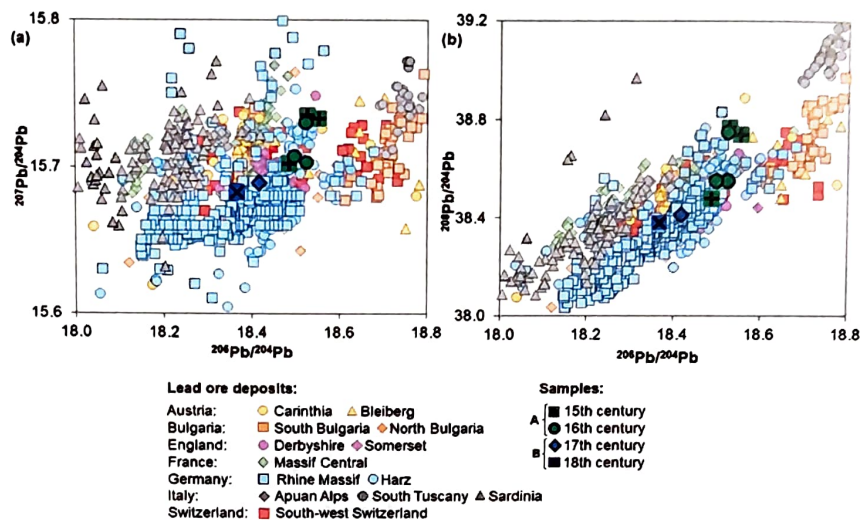 (a)
15.8
15.7
15.6
²⁰⁷Pb/²⁰⁴Pb
18.0 18.2 18.4 18.6 18.8
²⁰⁶Pb/²⁰⁴Pb
(b)
39.2
38.8
38.4
38.0
²⁰⁸Pb/²⁰⁴Pb
18.0 18.2 18.4 18.6 18.8
²⁰⁶Pb/²⁰⁴Pb
Lead ore deposits:
Austria: Carinthia Bleiberg
Bulgaria: South Bulgaria North Bulgaria
England: Derbyshire Somerset
France: Massif Central
Germany: Rhine Massif Harz
Italy: Apuan Alps South Tuscany Sardinia
Switzerland: South-west Switzerland
Samples:
A
15th century
16th century
B
17th century
18th century